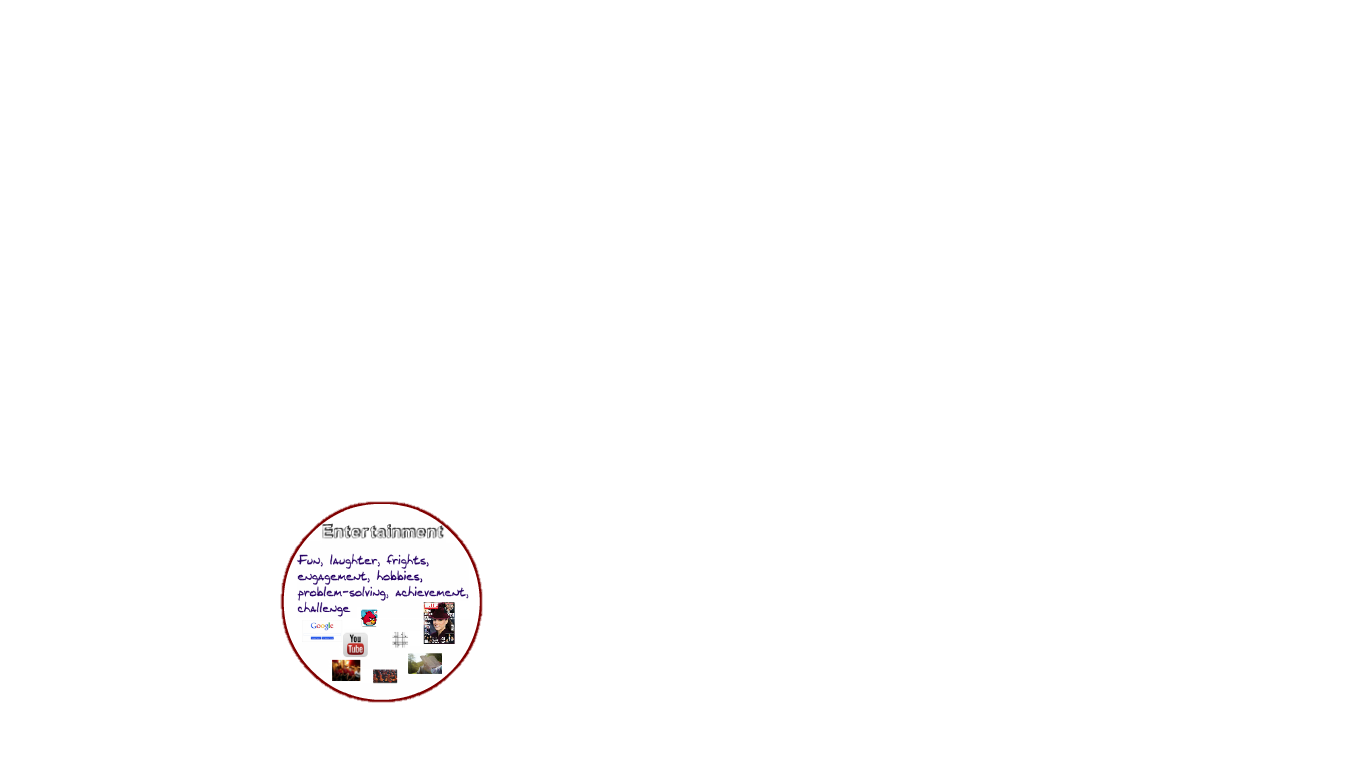 Entertainment
Fun, laughter, frights,
engagement, hobbies,
problem-solving, achievement,
challenge
Google
You
Tube